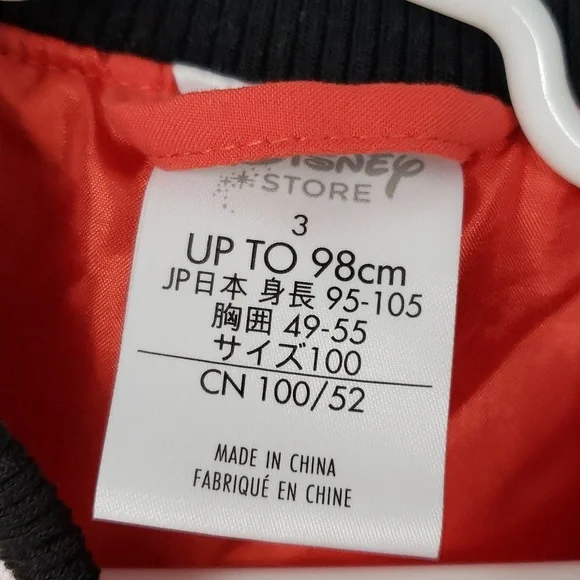 DISNEY
STORE
3
UP TO 98cm
JP日本 身長 95-105
胸囲 49-55
サイズ100
CN 100/52
MADE IN CHINA
FABRIQUÉ EN CHINE